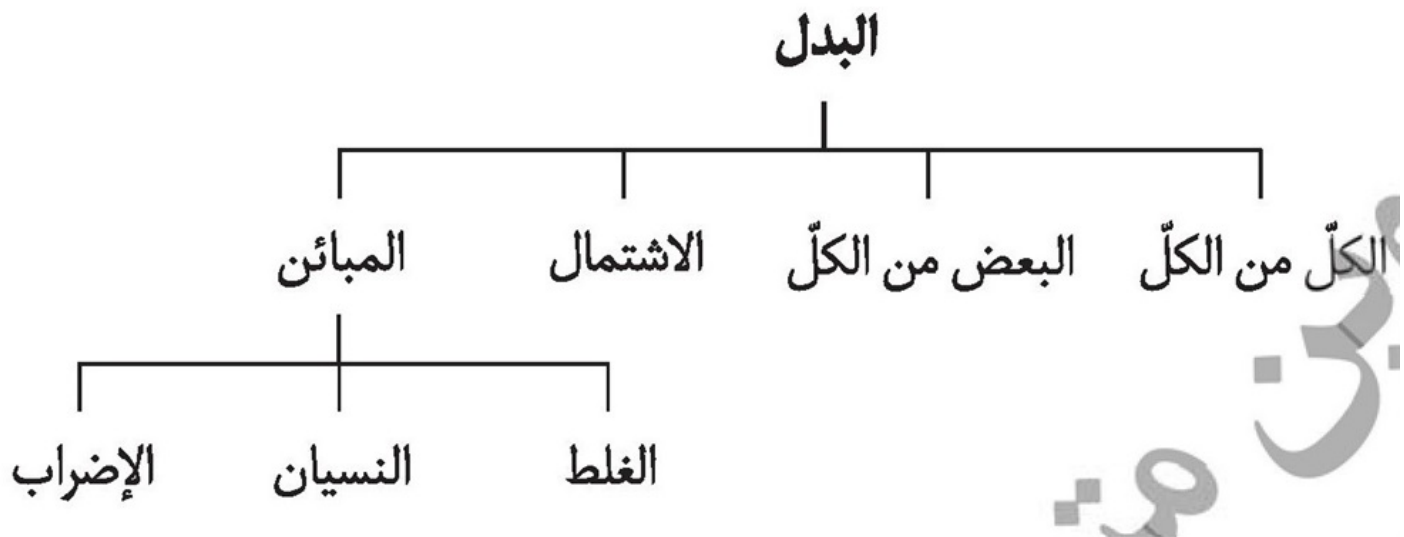 البدل
الكلّ من الكلّ البعض من الكلّ الاشتمال المبائن
الغلط النسيان الإضراب